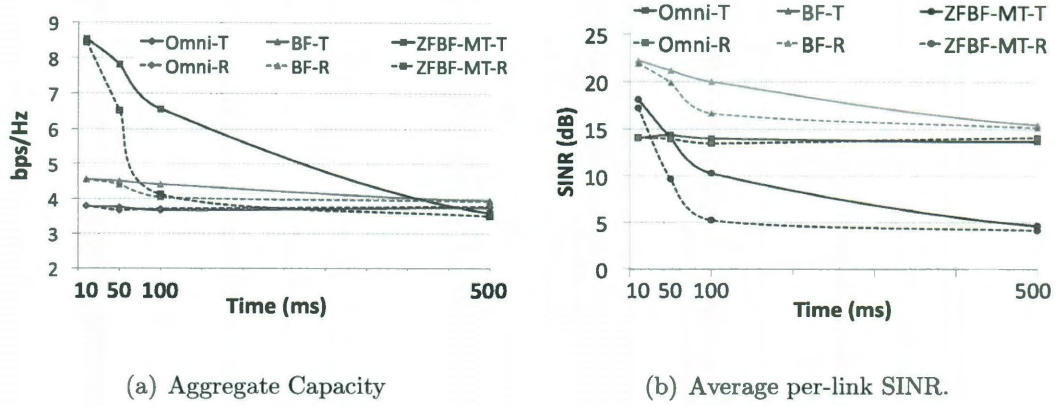 9
8
7
6
5
4
3
2
bps/Hz
Omni-T BF-T ZFBF-MT-T
Omni-R BF-R ZFBF-MT-R
10 50 100 500
Time (ms)
(a) Aggregate Capacity
Omni-T BF-T ZFBF-MT-T
Omni-R BF-R ZFBF-MT-R
25
20
15
10
5
0
SINR (dB)
10 50 100 500
Time (ms)
(b) Average per-link SINR.